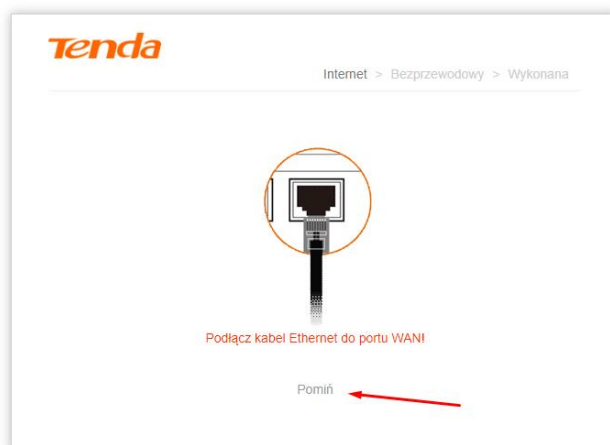 Tenda
Internet > Bezprzewodowy > Wykonana
Podłącz kabel Ethernet do portu WAN!
Pomiń